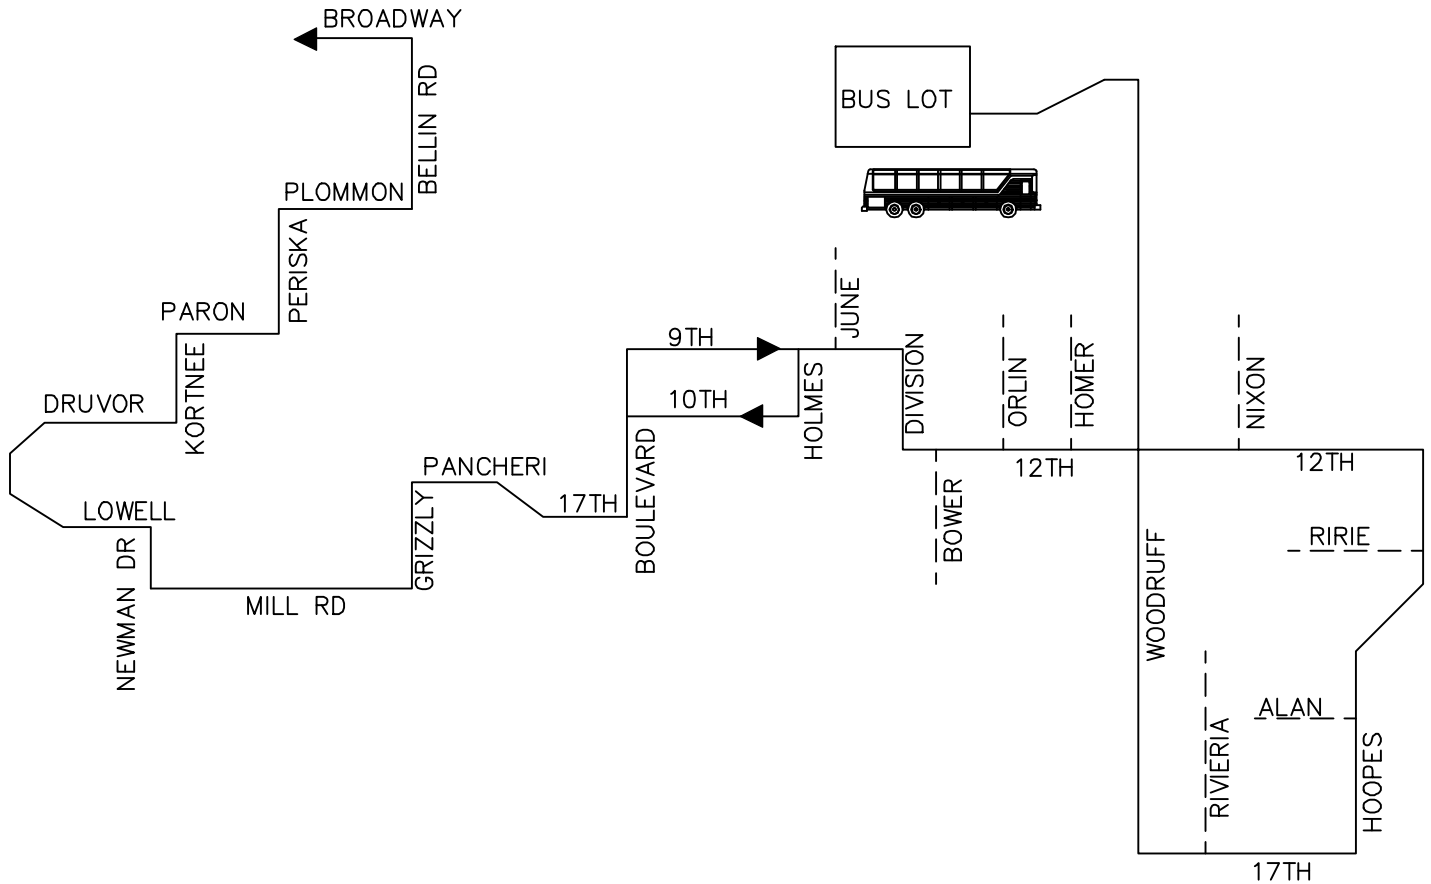 BROADWAY
BELLIN RD
BUS LOT
PLOMMON
PERISKA
PARON
JUNE
9TH
KORTNEE
DIVISION
ORLIN
HOMER
NIXON
10TH
HOLMES
DRUVOR
BOULEVARD
PANCHERI
12TH
12TH
17TH
GRIZZLY
LOWELL
BOWER
RIRIE
NEWMAN DR
WOODRUFF
MILL RD
ALAN
RIVIERIA
HOOPES
17TH